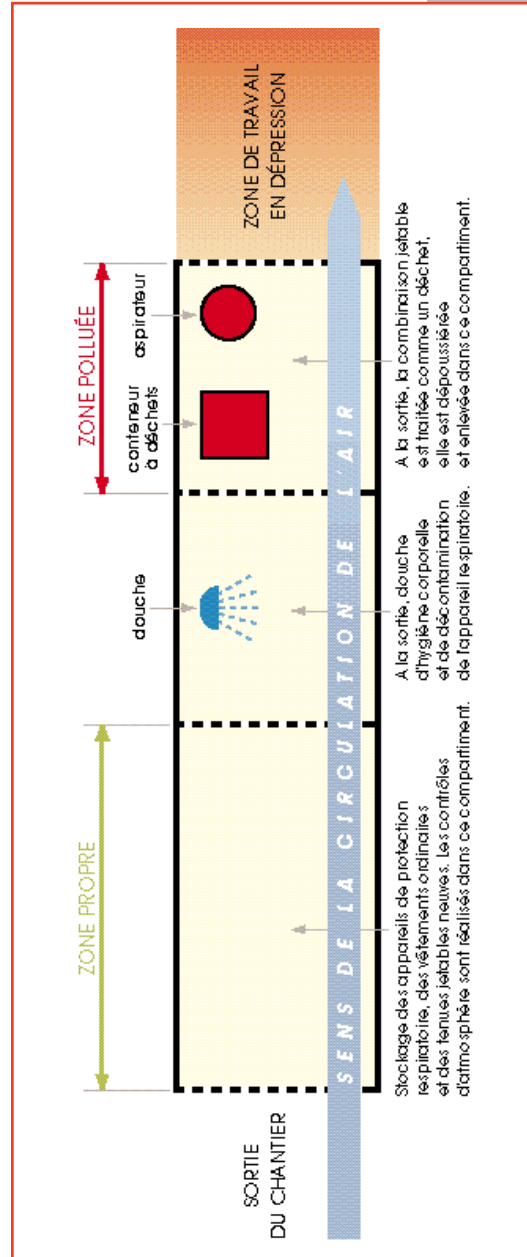 ZONE PROPRE
ZONE POLLUÉE
douche
conteneur
à déchets
aspirateur
SORTIE
DU CHANTIER
ZONE DE TRAVAIL
EN DÉPRESSION
SENS DE LA CIRCULATION DE L'AIR
Stockage des appareils de protection
respiratoire, des vêtements ordinaires
et des tenues jetables neuves. Les contrôles
d'atmosphère sont réalisés dans ce compartiment.
A la sortie, douche
d'hygiène corporelle
et de décontamination
de l'appareil respiratoire.
A la sortie, la combinaison jetable
est traitée comme un déchet,
elle est dépoussiérée
et enlevée dans ce compartiment.